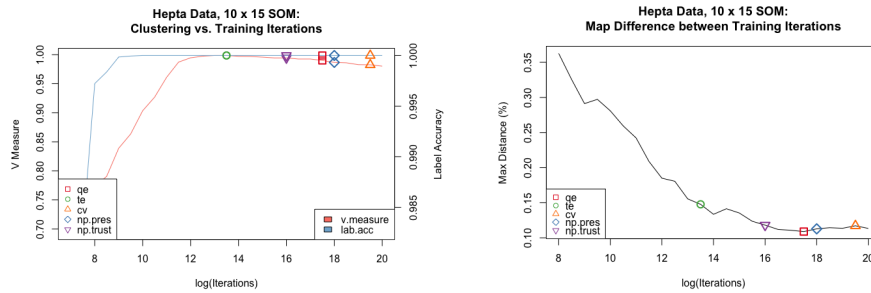 Hepta Data, 10 x 15 SOM:
Clustering vs. Training Iterations
V Measure
0.70 0.75 0.80 0.85 0.90 0.95 1.00
8 10 12 14 16 18 20
log(Iterations)
0.985 0.990 0.995 1.000
Label Accuracy
qe
te
cv
np.pres
np.trust
v.measure
lab.acc
Hepta Data, 10 x 15 SOM:
Map Difference between Training Iterations
Max Distance (%)
0.10 0.15 0.20 0.25 0.30 0.35
8 10 12 14 16 18 20
log(Iterations)
qe
te
cv
np.pres
np.trust